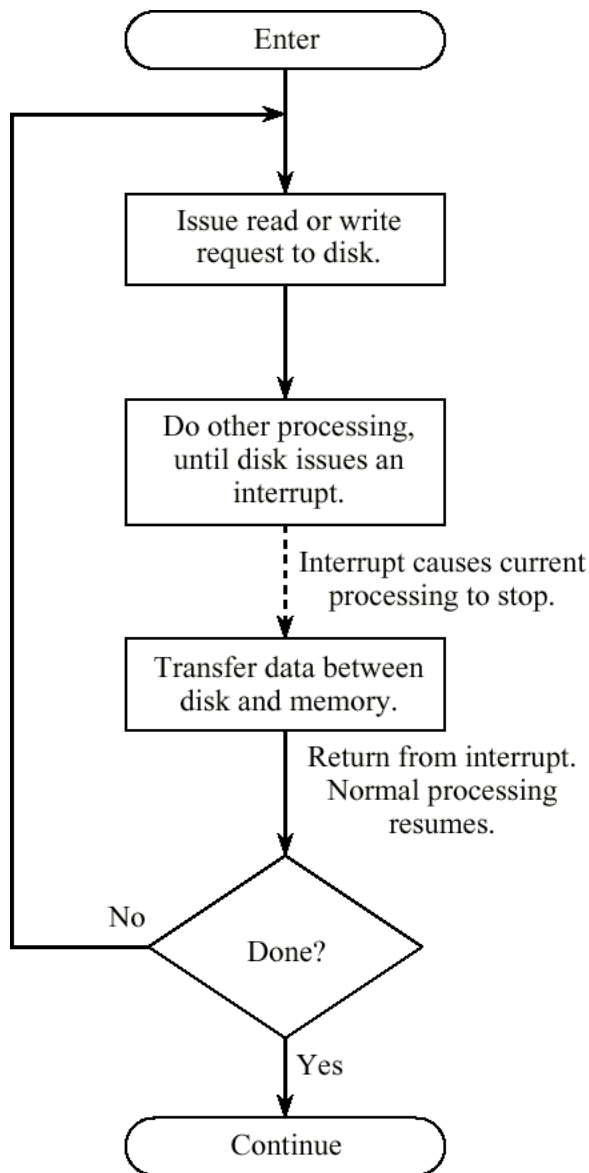 Enter
Issue read or write
request to disk.
Do other processing,
until disk issues an
interrupt.
Interrupt causes current
processing to stop.
Transfer data between
disk and memory.
Return from interrupt.
Normal processing
resumes.
No
Done?
Yes
Continue